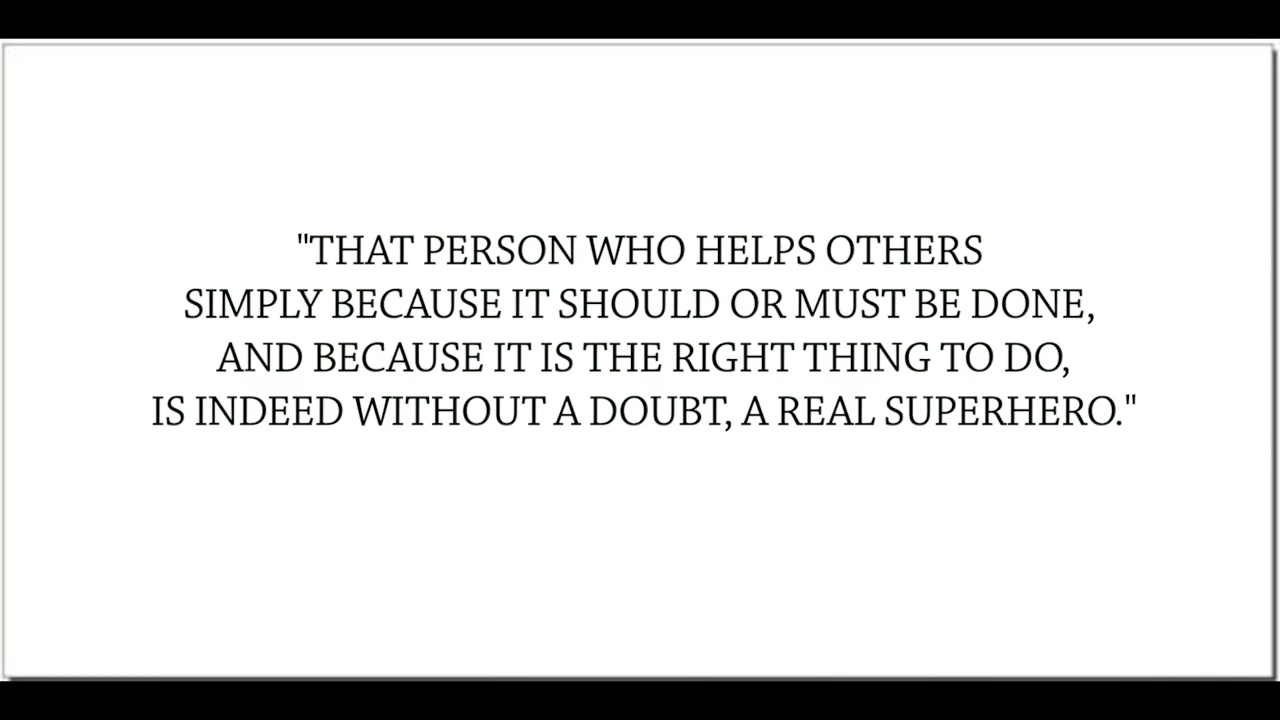 "THAT PERSON WHO HELPS OTHERS
SIMPLY BECAUSE IT SHOULD OR MUST BE DONE,
AND BECAUSE IT IS THE RIGHT THING TO DO,
IS INDEED WITHOUT A DOUBT, A REAL SUPERHERO."